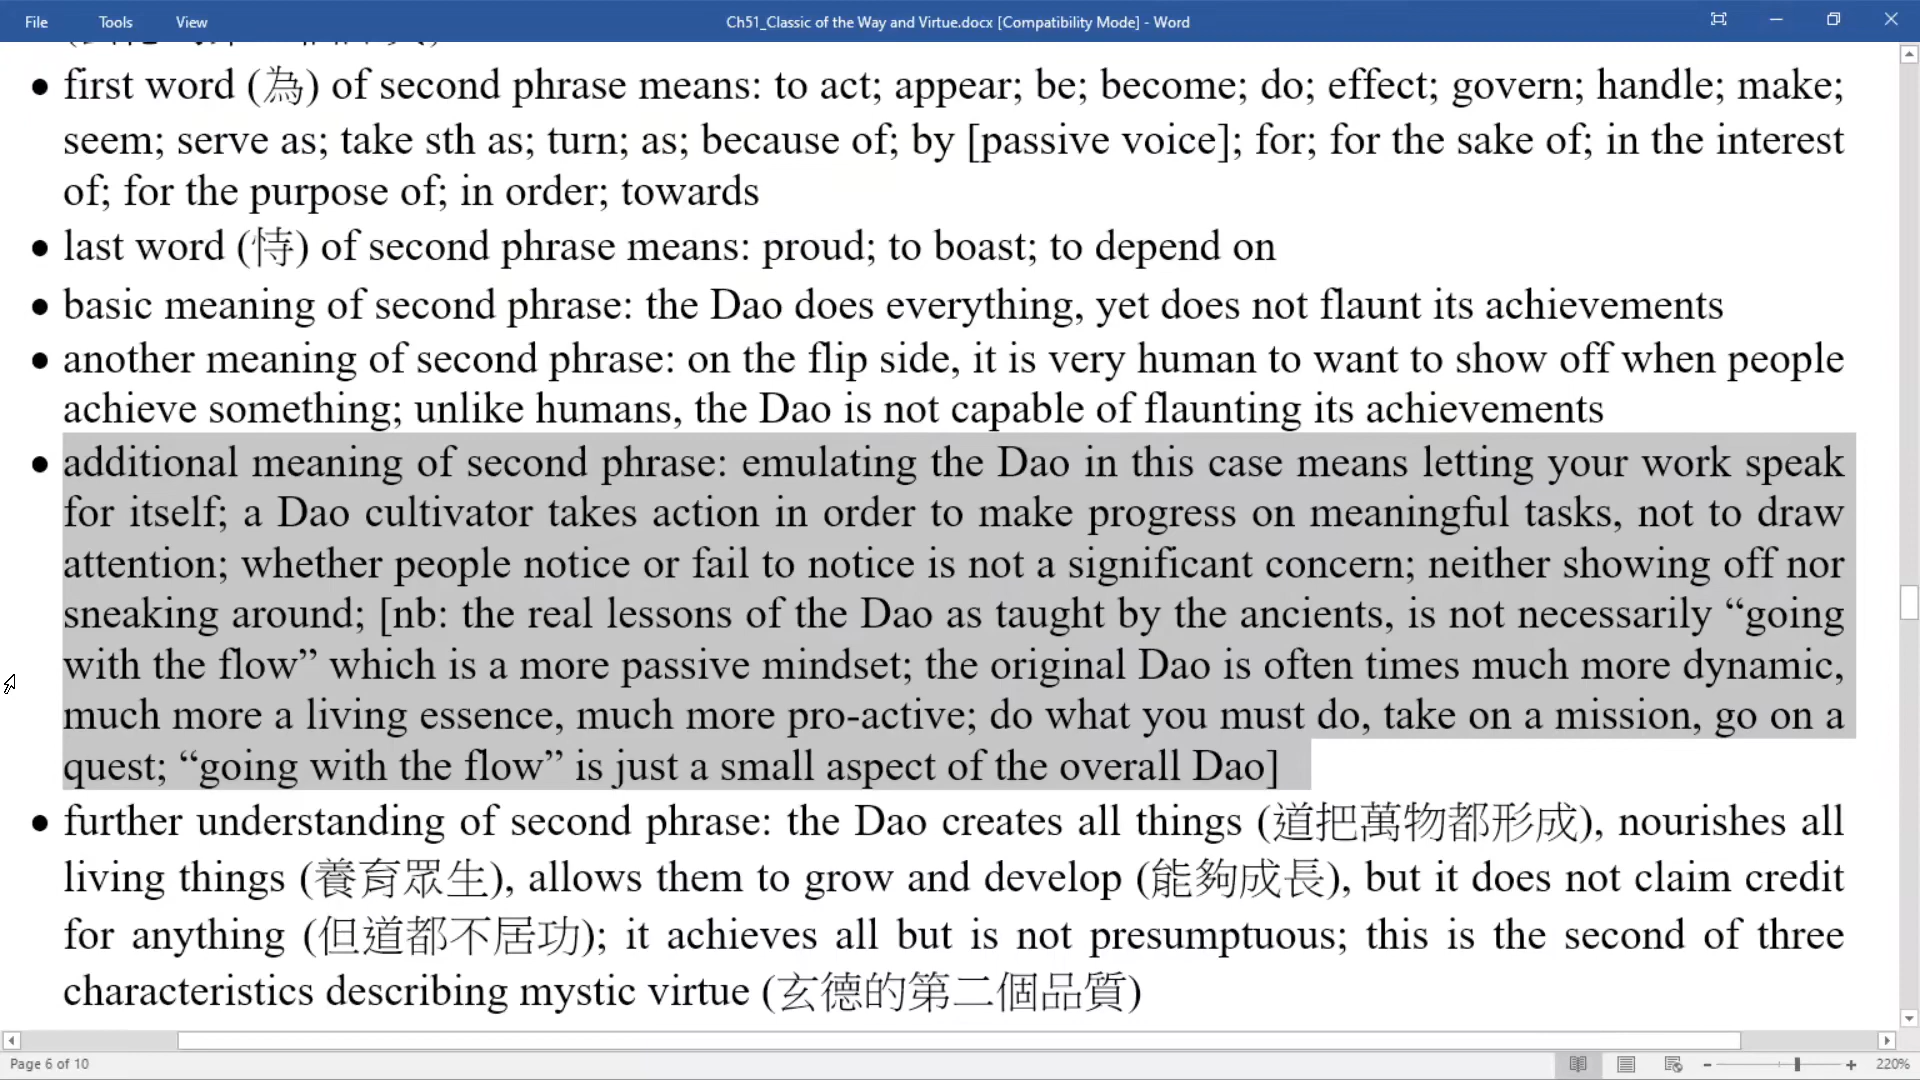 File Tools View Ch51_Classic of the Way and Virtue.docx [Compatibility Mode] - Word
● first word (為) of second phrase means: to act; appear; be; become; do; effect; govern; handle; make;
seem; serve as; take sth as; turn; as; because of; by [passive voice]; for; for the sake of; in the interest
of; for the purpose of; in order; towards
● last word (恃) of second phrase means: proud; to boast; to depend on
● basic meaning of second phrase: the Dao does everything, yet does not flaunt its achievements
● another meaning of second phrase: on the flip side, it is very human to want to show off when people
achieve something; unlike humans, the Dao is not capable of flaunting its achievements
● additional meaning of second phrase: emulating the Dao in this case means letting your work speak
for itself; a Dao cultivator takes action in order to make progress on meaningful tasks, not to draw
attention; whether people notice or fail to notice is not a significant concern; neither showing off nor
sneaking around; [nb: the real lessons of the Dao as taught by the ancients, is not necessarily “going
with the flow” which is a more passive mindset; the original Dao is often times much more dynamic,
much more a living essence, much more pro-active; do what you must do, take on a mission, go on a
quest; “going with the flow” is just a small aspect of the overall Dao]
● further understanding of second phrase: the Dao creates all things (道把萬物都形成), nourishes all
living things (養育眾生), allows them to grow and develop (能夠成長), but it does not claim credit
for anything (但道都不居功); it achieves all but is not presumptuous; this is the second of three
characteristics describing mystic virtue (玄德的第二個品質)
Page 6 of 10 220%